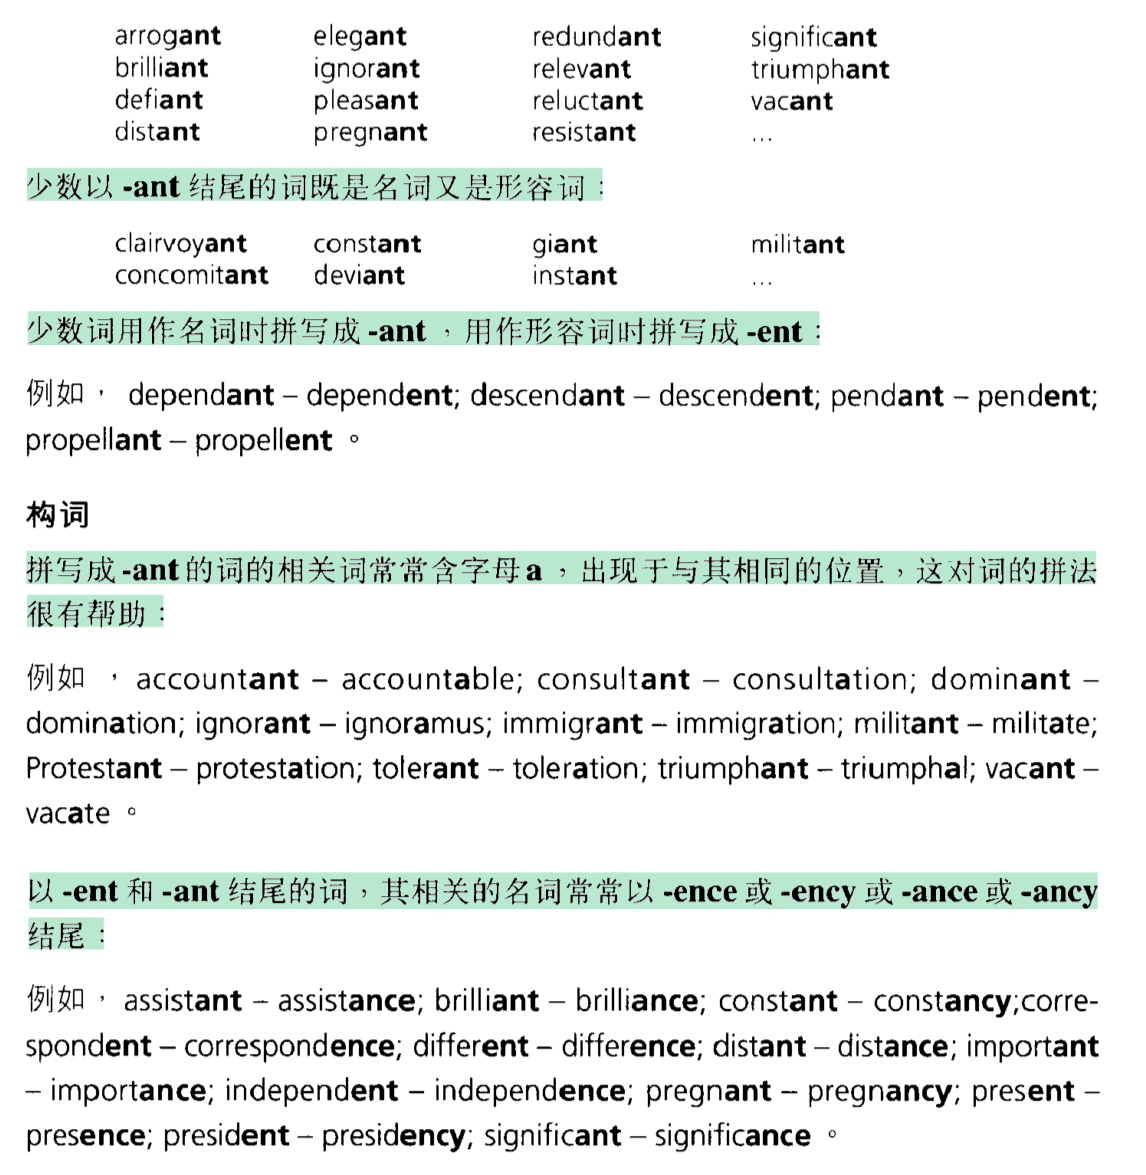 arrogant elegant redundant significant
brilliant ignorant relevant triumphant
defiant pleasant reluctant vacant
distant pregnant resistant ...
少数以 -ant 结尾的词既是名词又是形容词：
clairvoyant constant giant militant
concomitant deviant instant ...
少数词用作名词时拼写成 -ant，用作形容词时拼写成 -ent：
例如， dependant – dependent; descendant – descendent; pendant – pendent;
propellant – propellent 。
构词
拼写成 -ant 的词的相关词常常含字母 a，出现于与其相同的位置，这对词的拼法
很有帮助：
例如 ，accountant – accountable; consultant – consultation; dominant –
domination; ignorant – ignoramus; immigrant – immigration; militant – militate;
Protestant – protestation; tolerant – toleration; triumphant – triumphal; vacant –
vacate 。
以 -ent 和 -ant 结尾的词，其相关的名词常常以 -ence 或 -ency 或 -ance 或 -ancy
结尾：
例如，assistant – assistance; brilliant – brilliance; constant – constancy;corre-
spondent – correspondence; different – difference; distant – distance; important
– importance; independent – independence; pregnant – pregnancy; present –
presence; president – presidency; significant – significance 。